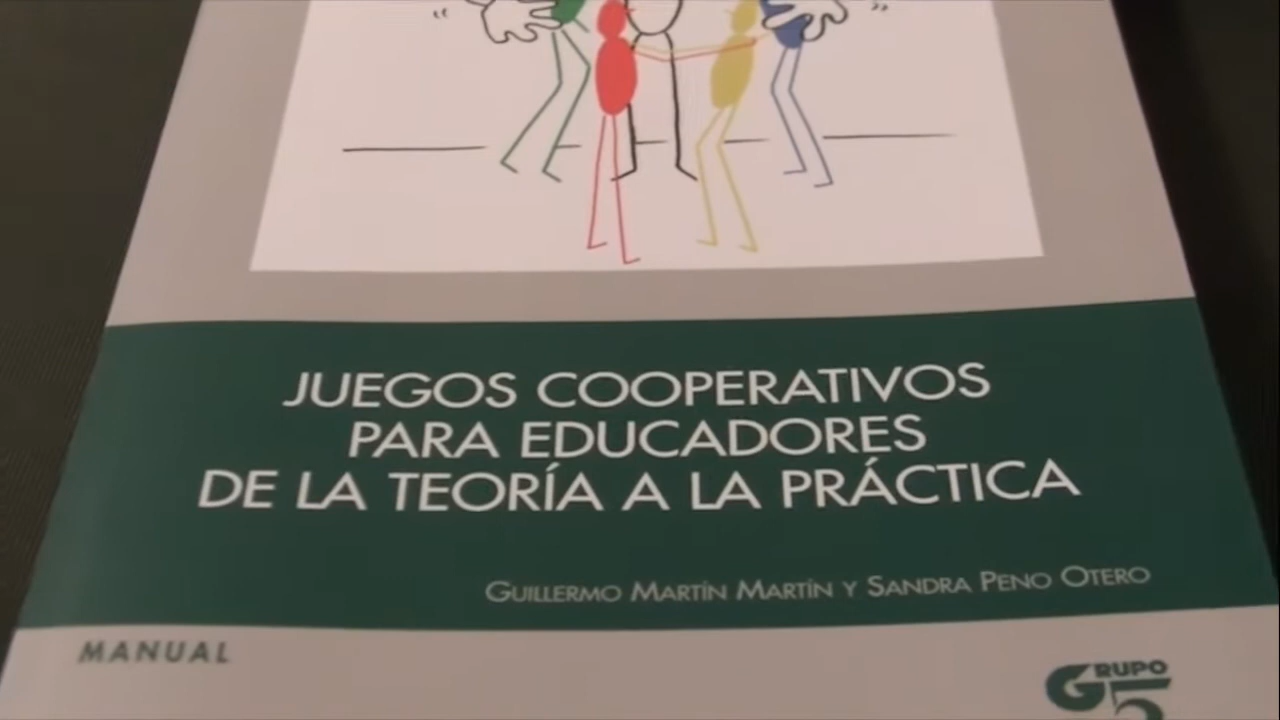 JUEGOS COOPERATIVOS
PARA EDUCADORES
DE LA TEORÍA A LA PRÁCTICA
GUILLERMO MARTÍN MARTÍN Y SANDRA PENO OTERO
MANUAL
GRUPO
5